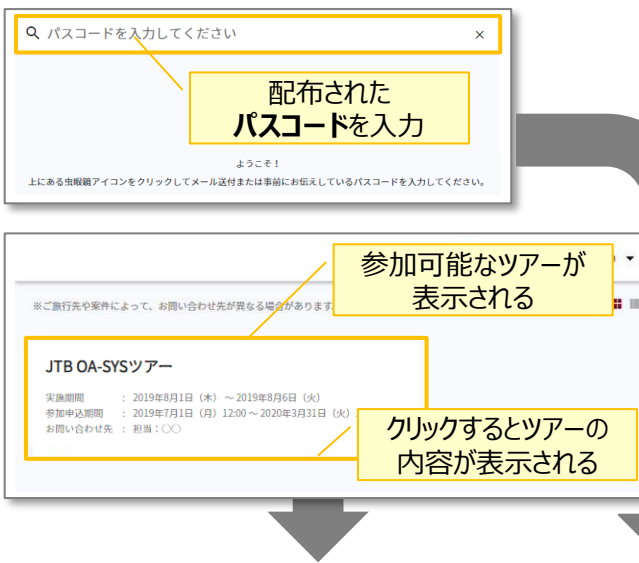 パスコードを入力してください ×
配布された
パスコードを入力
ようこそ！
上にある虫眼鏡アイコンをクリックしてメール送付または事前にお伝えしているパスコードを入力してください。
参加可能なツアーが
表示される
※ご旅行先や案件によって、お問い合わせ先が異なる場合があります
JTB OA-SYSツアー
実施期間 : 2019年8月1日（木）～2019年8月6日（火）
参加申込期間 : 2019年7月1日（月）12:00～2020年3月31日（火）
お問い合わせ先 : 担当：〇〇
クリックするとツアーの
内容が表示される